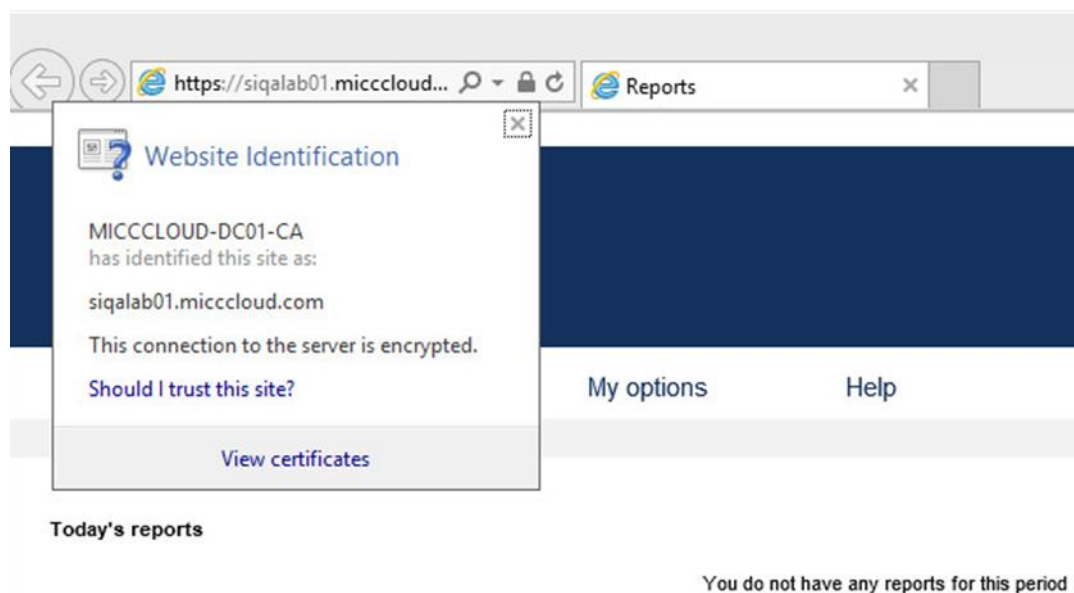 https://siqalab01.micccloud...
Reports
Website Identification
MICCCLOUD-DC01-CA
has identified this site as:
siqalab01.micccloud.com
This connection to the server is encrypted.
Should I trust this site?
View certificates
My options
Help
Today's reports
You do not have any reports for this period